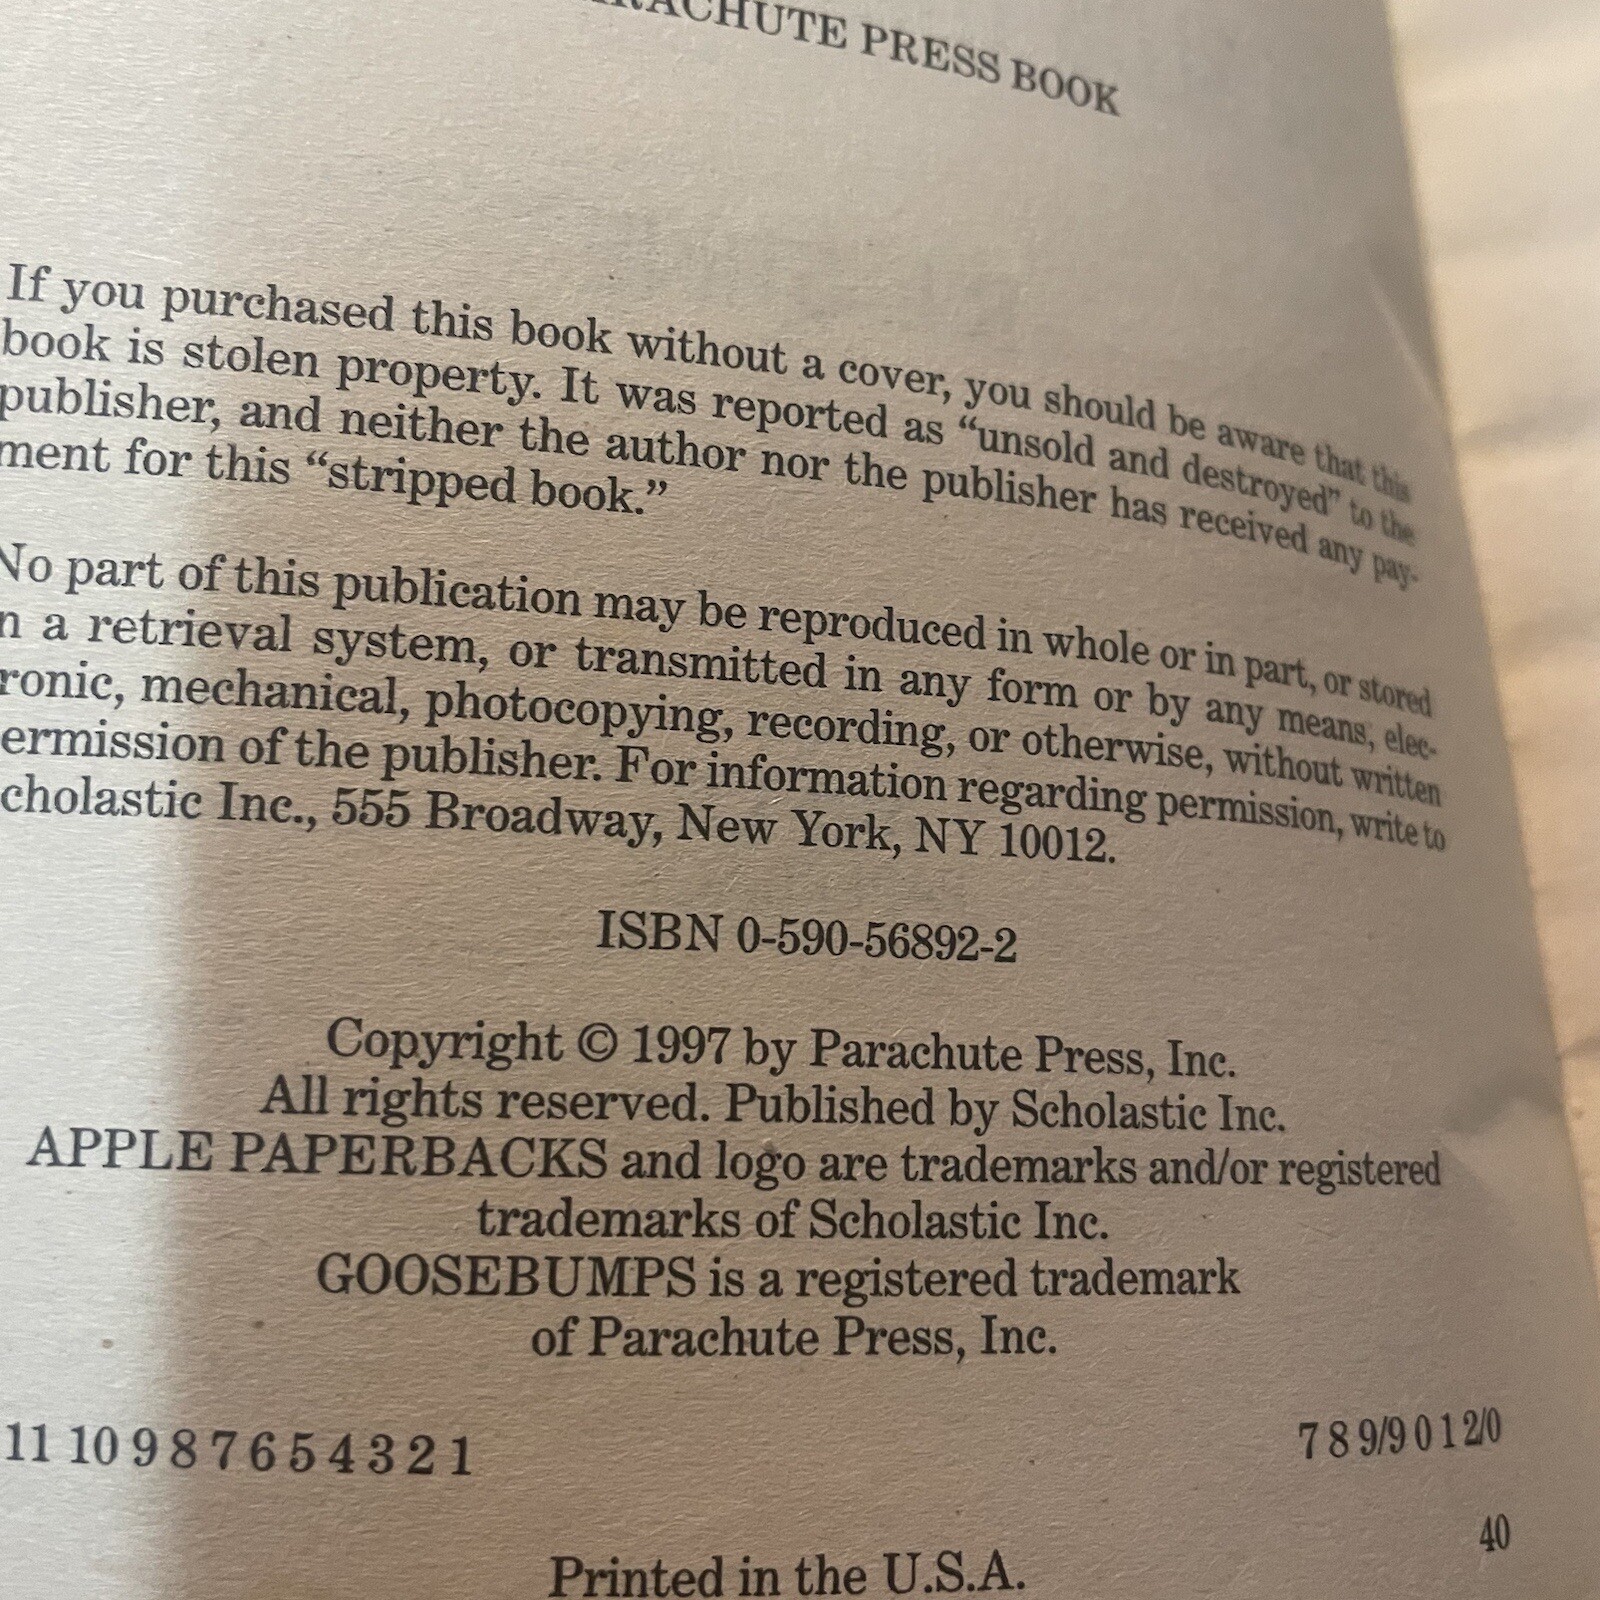 PARACHUTE PRESS BOOK
If you purchased this book without a cover, you should be aware that this
book is stolen property. It was reported as “unsold and destroyed” to the
publisher, and neither the author nor the publisher has received any pay-
ment for this “stripped book.”
No part of this publication may be reproduced in whole or in part, or stored
n a retrieval system, or transmitted in any form or by any means, elec-
ronic, mechanical, photocopying, recording, or otherwise, without written
ermission of the publisher. For information regarding permission, write to
cholastic Inc., 555 Broadway, New York, NY 10012.
ISBN 0-590-56892-2
Copyright © 1997 by Parachute Press, Inc.
All rights reserved. Published by Scholastic Inc.
APPLE PAPERBACKS and logo are trademarks and/or registered
trademarks of Scholastic Inc.
GOOSEBUMPS is a registered trademark
of Parachute Press, Inc.
11 10 9 8 7 6 5 4 3 2 1
7 8 9/9 0 1 2/0
40
Printed in the U.S.A.